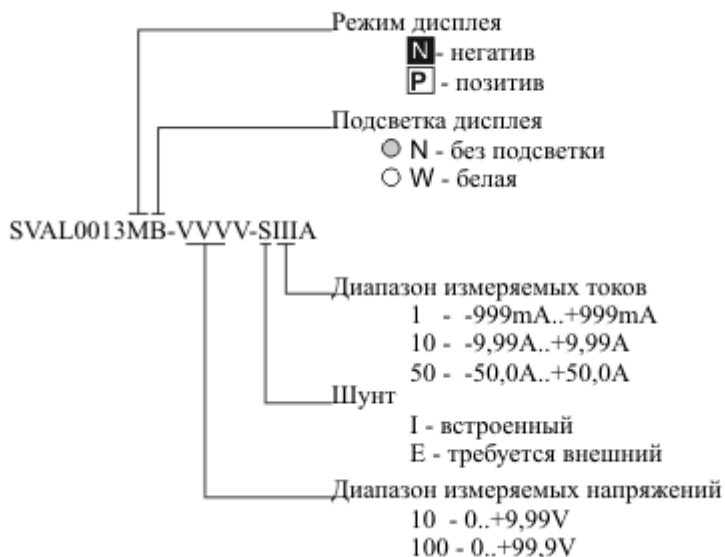 Режим дисплея
N - негатив
P - позитив
Подсветка дисплея
N - без подсветки
W - белая
SVAL0013MB-VVVV-SIIIA
Диапазон измеряемых токов
1 - -999mA..+999mA
10 - -9,99A..+9,99A
50 - -50,0A..+50,0A
Шунт
I - встроенный
E - требуется внешний
Диапазон измеряемых напряжений
10 - 0..+9,99V
100 - 0..+99,9V